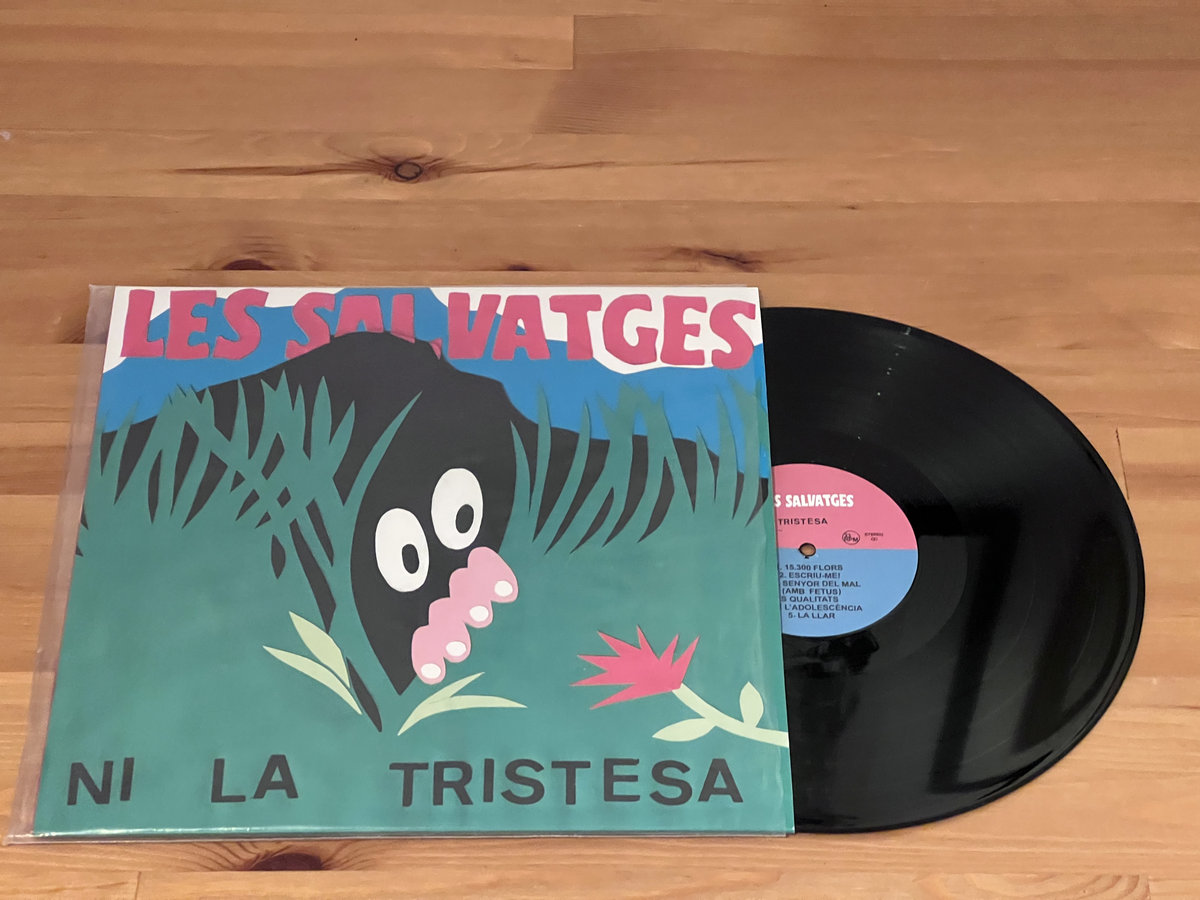 LES SALVATGES
NI LA TRISTESA
S SALVATGES
TRISTESA
STEREO
15.300 FLORS
2. ESCRIU-ME!
SENYOR DEL MAL
(AMB FETUS)
S QUALITATS
L'ADOLESCÈNCIA
5- LA LLAR